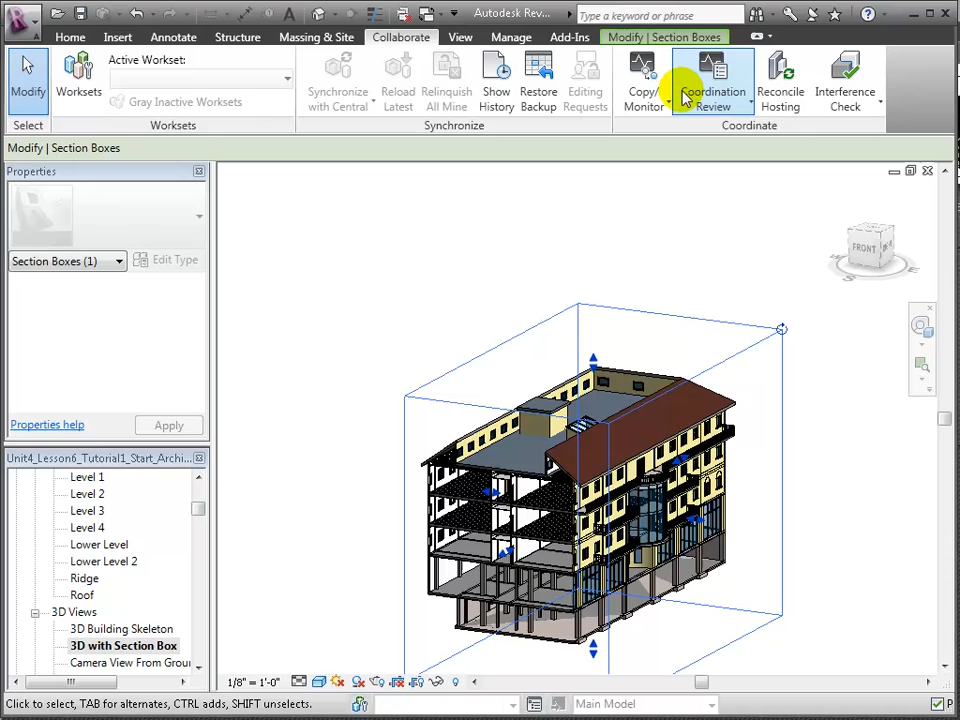 Autodesk Rev...
Type a keyword or phrase
Home Insert Annotate Structure Massing & Site Collaborate View Manage Add-Ins Modify | Section Boxes
Modify
Worksets
Active Workset:
Gray Inactive Worksets
Synchronize with Central
Reload Latest
Relinquish All Mine
Show History
Restore Backup
Editing Requests
Copy/ Monitor
Coordination Review
Reconcile Hosting
Interference Check
Select Worksets Synchronize Coordinate
Modify | Section Boxes
Properties
Section Boxes (1)
Edit Type
Properties help
Apply
Unit4_Lesson6_Tutorial1_Start_Archi...
Level 1
Level 2
Level 3
Level 4
Lower Level
Lower Level 2
Ridge
Roof
3D Views
3D Building Skeleton
3D with Section Box
Camera View From Grou
FRONT
S
E
1/8" = 1'-0"
Click to select, TAB for alternates, CTRL adds, SHIFT unselects.
Main Model
P